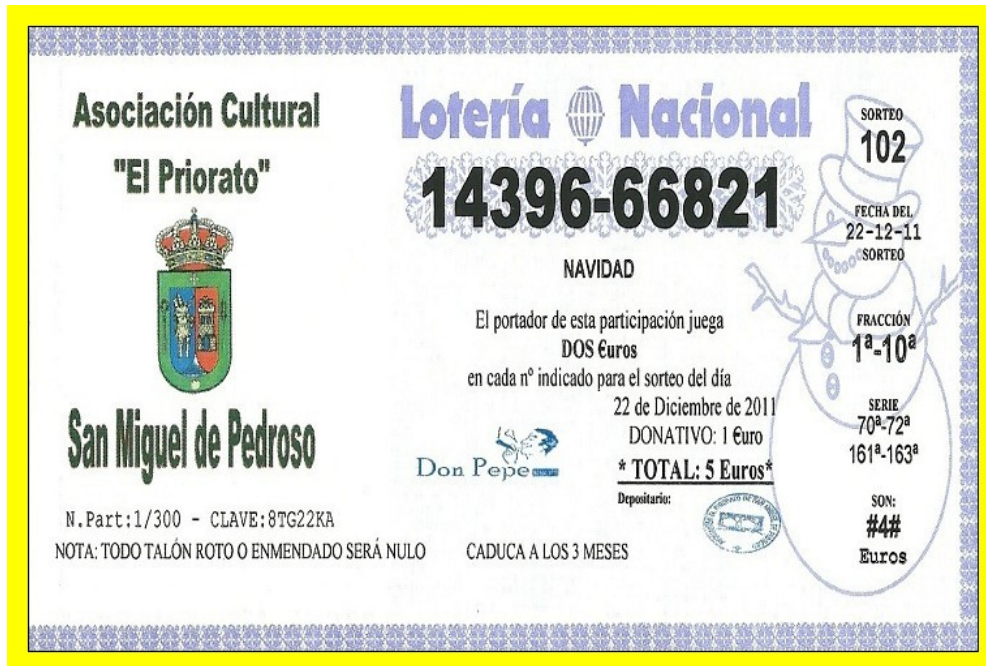 Asociación Cultural
"El Priorato"
San Miguel de Pedroso
N.Part:1/300 - CLAVE:8TG22KA
NOTA: TODO TALÓN ROTO O ENMENDADO SERÁ NULO
CADUCA A LOS 3 MESES
Lotería Nacional
14396-66821
NAVIDAD
El portador de esta participación juega
DOS €uros
en cada nº indicado para el sorteo del día
22 de Diciembre de 2011
DONATIVO: 1 €uro
* TOTAL: 5 Euros*
Don Pepe
Depositario:
SORTEO
102
FECHA DEL
22-12-11
SORTEO
FRACCIÓN
1ª-10ª
SERIE
70ª-72ª
161ª-163ª
SON:
#4#
Euros